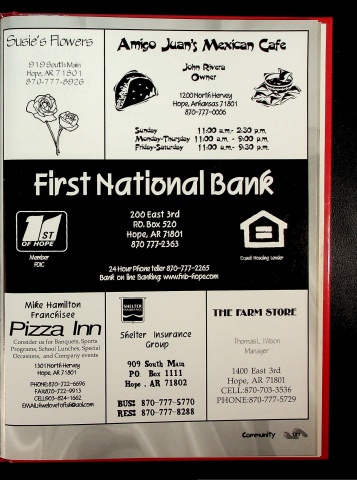 Susie's Flowers
919 South Main
Hope, AR 71801
870-777-8926
Amigo Juan's Mexican Cafe
John Rivera
Owner
1200 North Hervey
Hope, Arkansas 71801
870-777-0006
Sunday 11:00 a.m.- 2:30 p.m.
Monday-Thursday 11:00 a.m. - 9:00 p.m.
Friday-Saturday 11:00 a.m.- 9:30 p.m.
First National Bank
1ST
OF HOPE
Member
FDIC
200 East 3rd
P.O. Box 520
Hope, AR 71801
870 777-2363
Equal Housing Lender
24 Hour Phone teller 870-777-2265
Bank on line Banking: www.fnb-hope.com
Mike Hamilton
Franchisee
Pizza Inn
Consider us for Banquets, Sports
Programs, School Lunches, Special
Occasions, and Company events
1301 North Hervey
Hope, AR 71801
PHONE:870-722-6696
FAX:870-722-9913
CELL:903-824-1662
SHELTER
INSURANCE
Shelter Insurance
Group
909 South Main
PO Box 1111
Hope . AR 71802
BUS: 870-777-5770
RES: 870-777-8288
THE FARM STORE
Thomas L. Wilson
Manager
1400 East 3rd
Hope, AR 71801
CELL:870-703-3536
PHONE:870-777-5729
Community